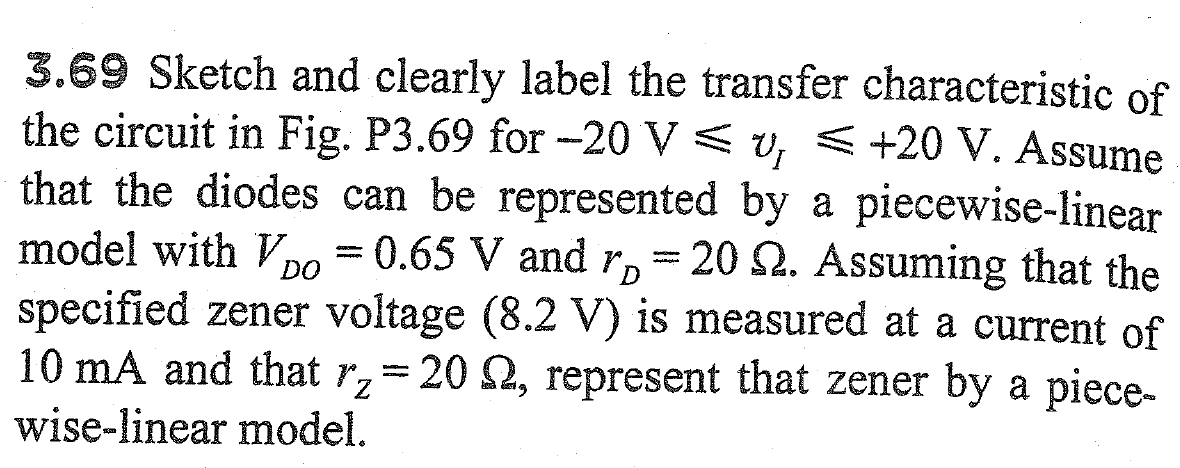 3.69 Sketch and clearly label the transfer characteristic of
the circuit in Fig. P3.69 for –20 V ≤ v_I ≤ +20 V. Assume
that the diodes can be represented by a piecewise-linear
model with V_DO = 0.65 V and r_D = 20 Ω. Assuming that the
specified zener voltage (8.2 V) is measured at a current of
10 mA and that r_z = 20 Ω, represent that zener by a piece-
wise-linear model.